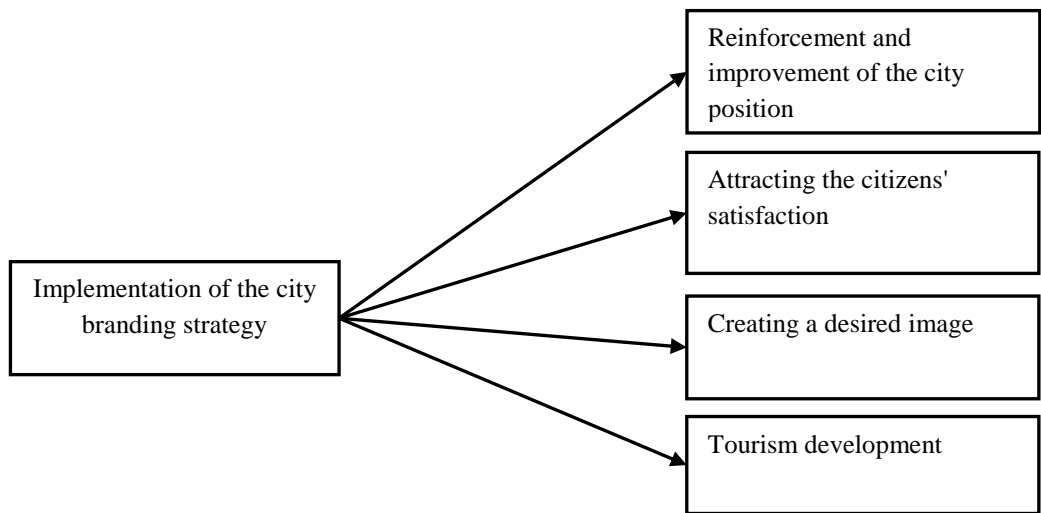 Reinforcement and
improvement of the city
position
Attracting the citizens'
satisfaction
Implementation of the city
branding strategy
Creating a desired image
Tourism development